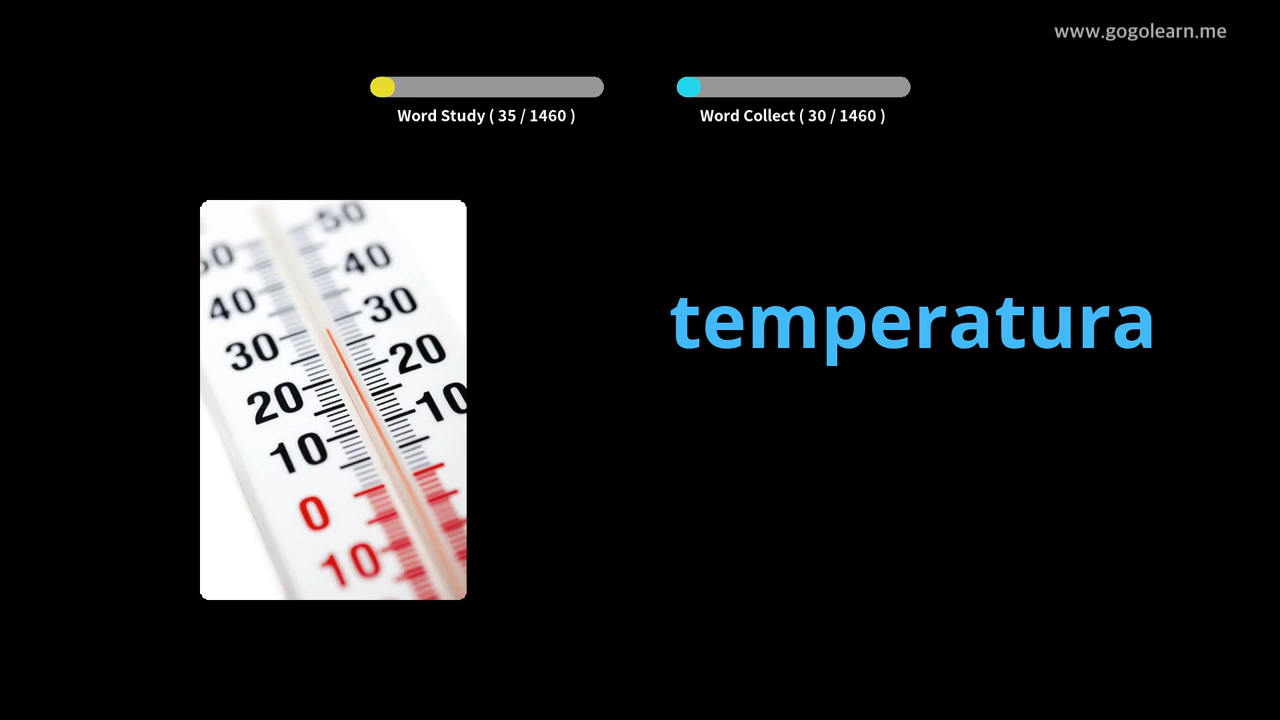 www.gogolearn.me
Word Study ( 35 / 1460 )
Word Collect ( 30 / 1460 )
temperatura
50
50 40
40 30
30 20
20 10
10
0
10